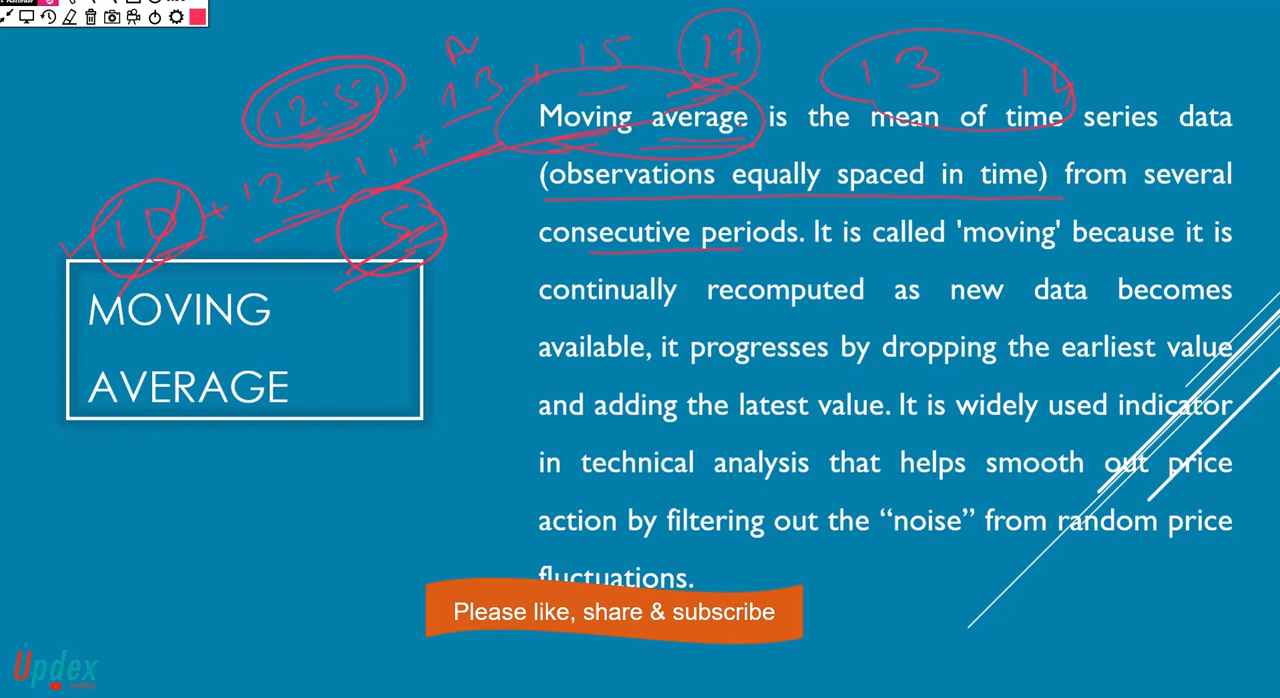 A
15
17
13 14
12.5
13 +
10 + 12 + 11 +
5
MOVING
AVERAGE
Moving average is the mean of time series data
(observations equally spaced in time) from several
consecutive periods. It is called 'moving' because it is
continually recomputed as new data becomes
available, it progresses by dropping the earliest value
and adding the latest value. It is widely used indicator
in technical analysis that helps smooth out price
action by filtering out the “noise” from random price
fluctuations.
Please like, share & subscribe
Updex